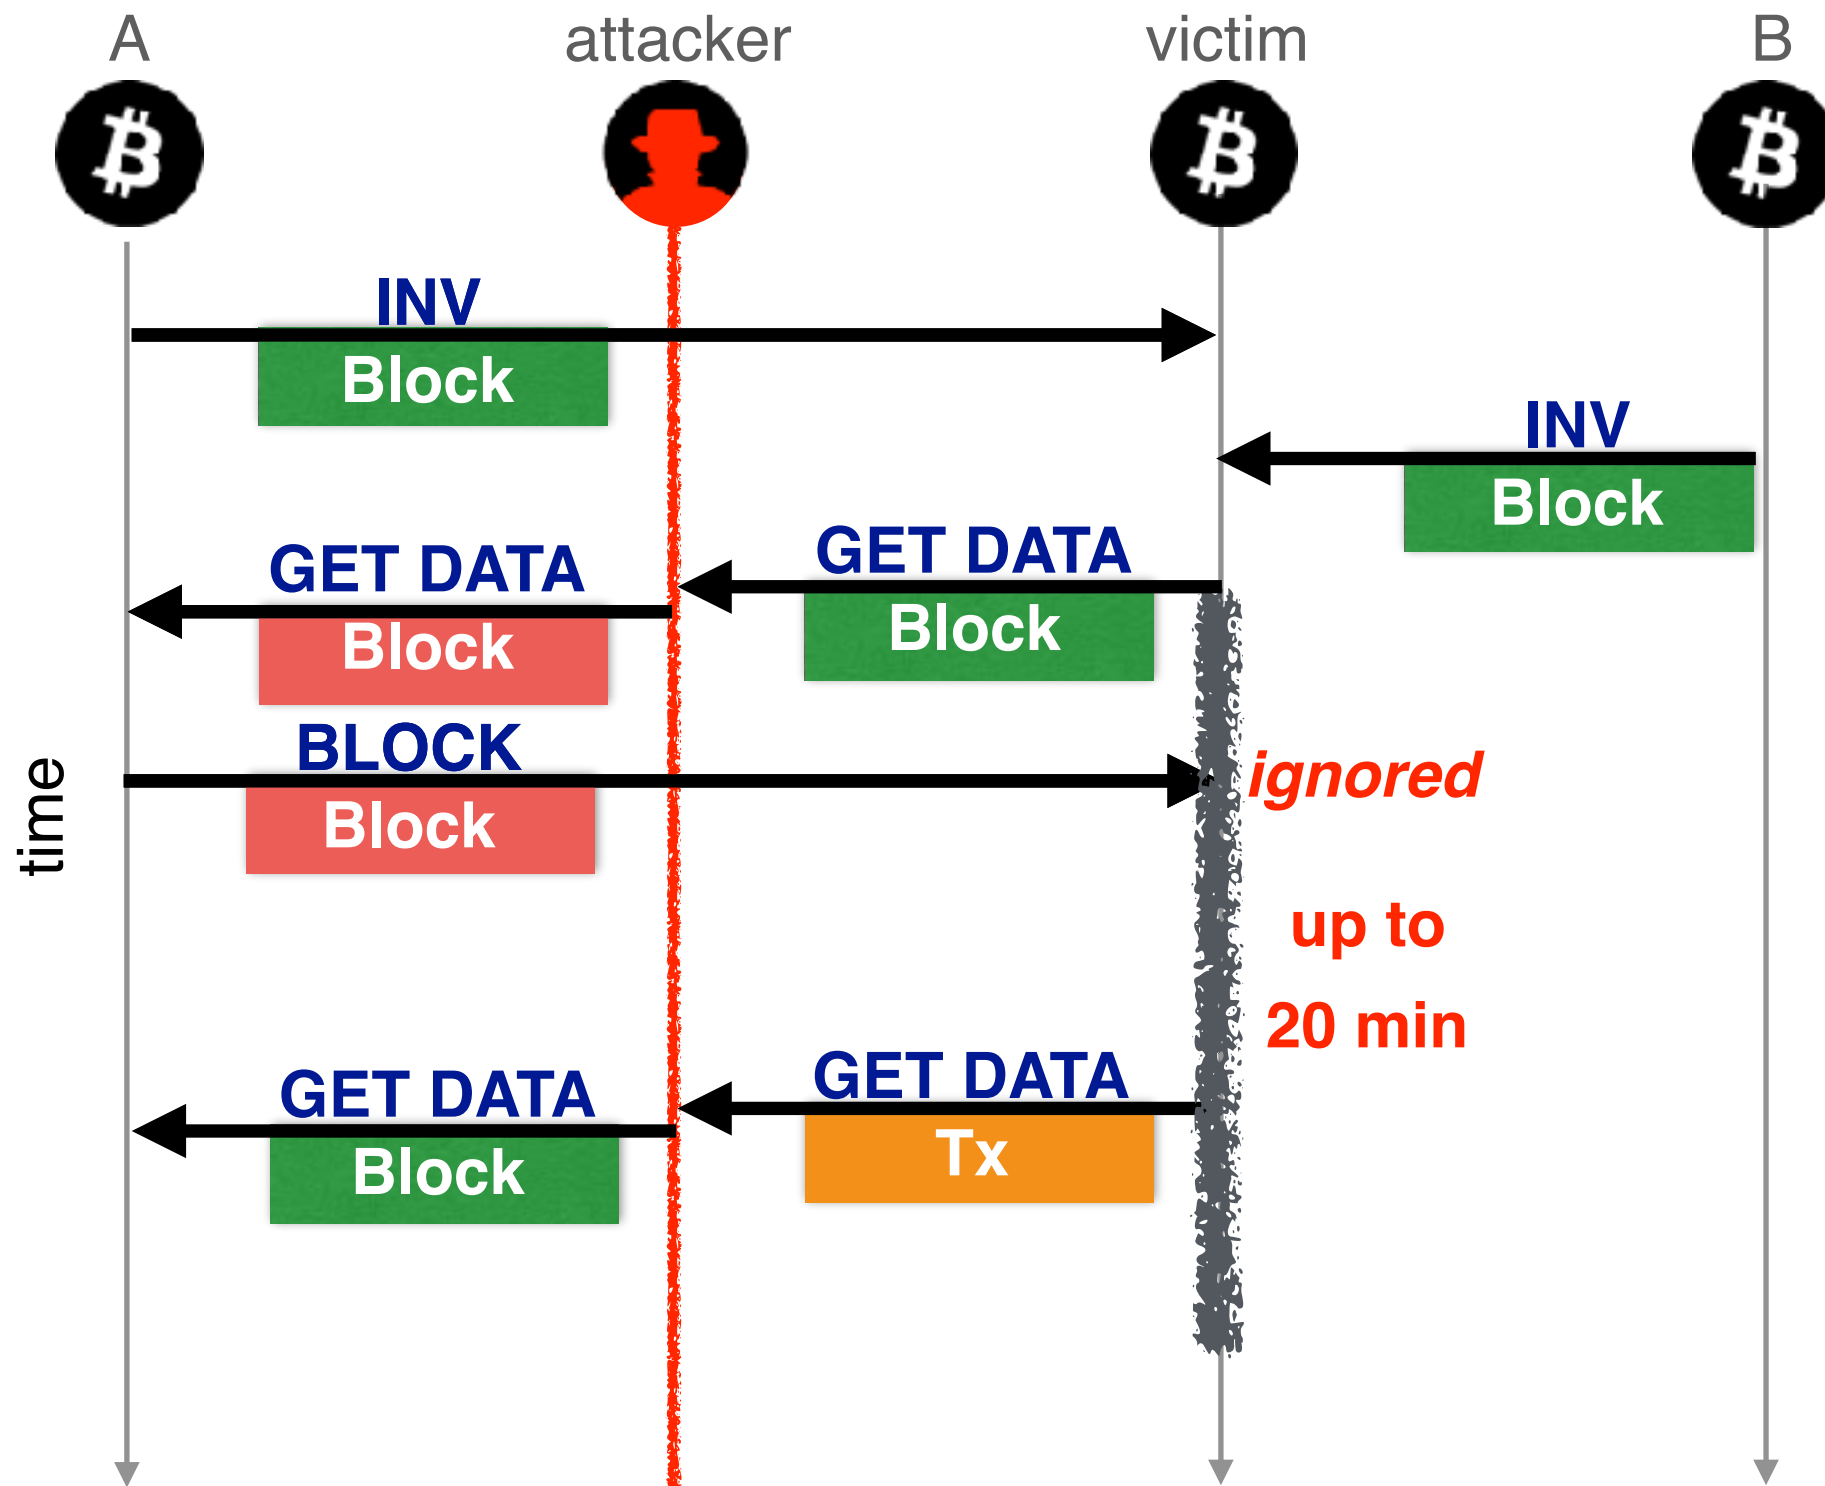 A
attacker
victim
B
INV
Block
INV
Block
GET DATA
Block
GET DATA
Block
BLOCK
Block
ignored
time
up to
20 min
GET DATA
Tx
GET DATA
Block